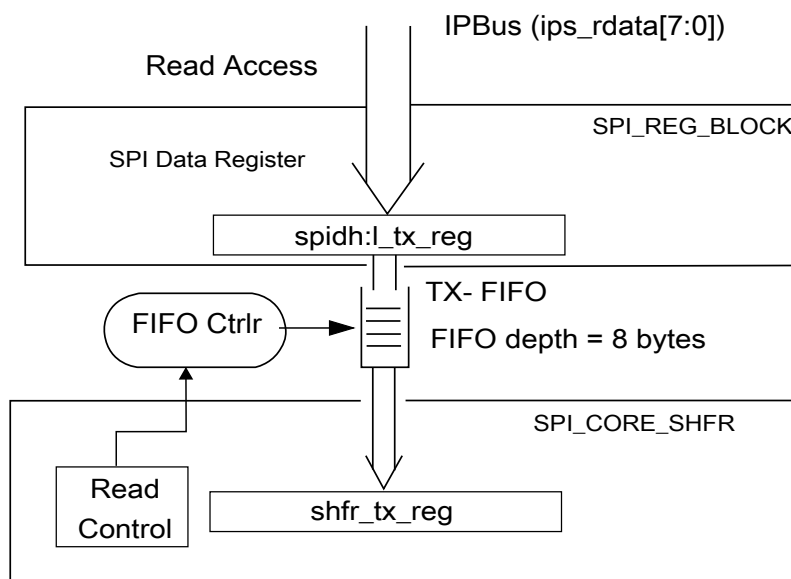 IPBus (ips_rdata[7:0])
Read Access
SPI_REG_BLOCK
SPI Data Register
spidh:l_tx_reg
TX- FIFO
FIFO Ctrlr
FIFO depth = 8 bytes
SPI_CORE_SHFR
Read
Control
shfr_tx_reg